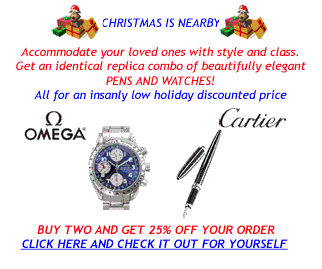 CHRISTMAS IS NEARBY
Accommodate your loved ones with style and class.
Get an identical replica combo of beautifully elegant
PENS AND WATCHES!
All for an insanly low holiday discounted price
Ω
OMEGA®
Cartier
BUY TWO AND GET 25% OFF YOUR ORDER
CLICK HERE AND CHECK IT OUT FOR YOURSELF